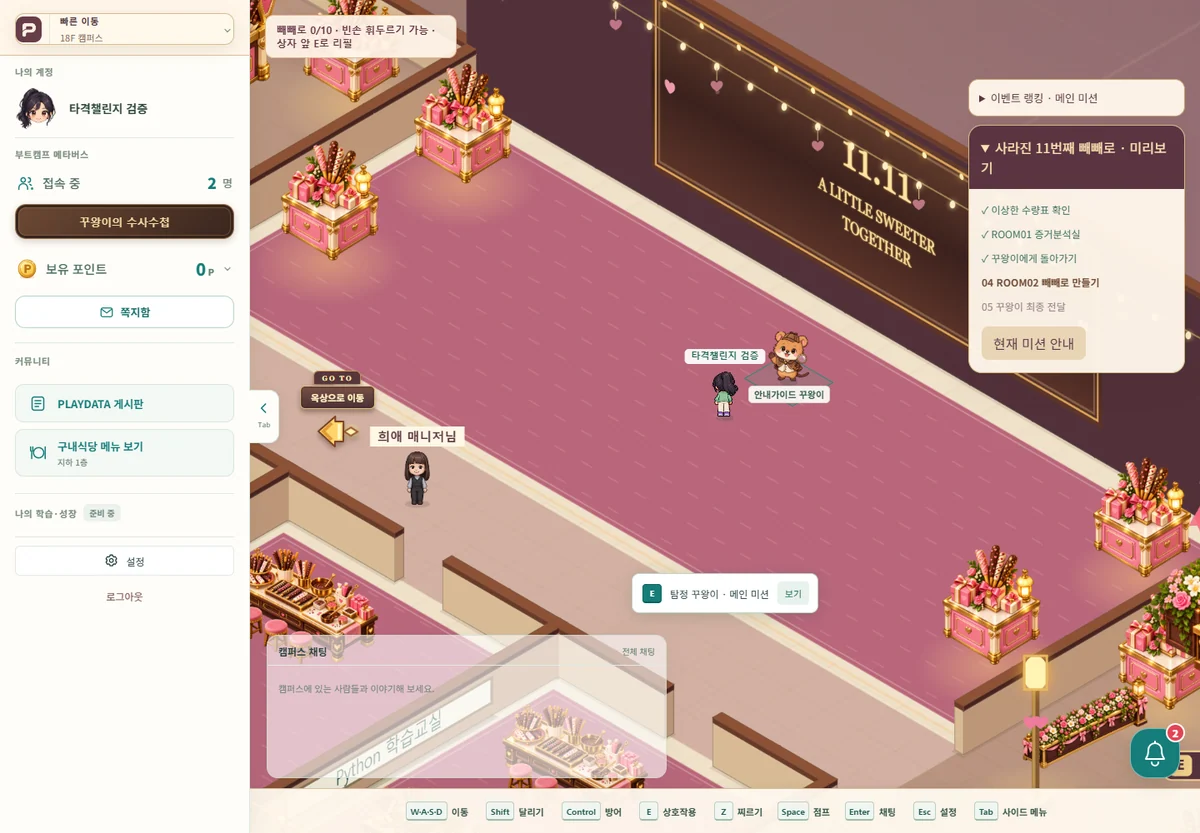 빠른 이동
18F 캠퍼스
나의 계정
타격챌린지 검증
부트캠프 메타버스
접속 중
2 명
꾸왕이의 수사수첩
P
보유 포인트
0 P
쪽지함
커뮤니티
PLAYDATA 게시판
구내식당 메뉴 보기
지하 1층
나의 학습·성장
준비 중
설정
로그아웃
Tab
빼빼로 0/10 · 빈손 휘두르기 가능 ·
상자 앞 E로 리필
11.11
A LITTLE SWEETER
TOGETHER
▶ 이벤트 랭킹 · 메인 미션
▼ 사라진 11번째 빼빼로 · 미리보
기
✓ 이상한 수량표 확인
✓ ROOM01 증거분석실
✓ 꾸왕이에게 돌아가기
04 ROOM02 빼빼로 만들기
05 꾸왕이 최종 전달
현재 미션 안내
타격챌린지 검증
안내가이드 꾸왕이
GO TO
옥상으로 이동
희애 매니저님
E
탐정 꾸왕이 · 메인 미션
보기
캠퍼스 채팅
전체 채팅
캠퍼스에 있는 사람들과 이야기해 보세요.
Python 학습교실
2
E
W·A·S·D 이동
Shift 달리기
Control 방어
E 상호작용
Z 찌르기
Space 점프
Enter 채팅
Esc 설정
Tab 사이드 메뉴